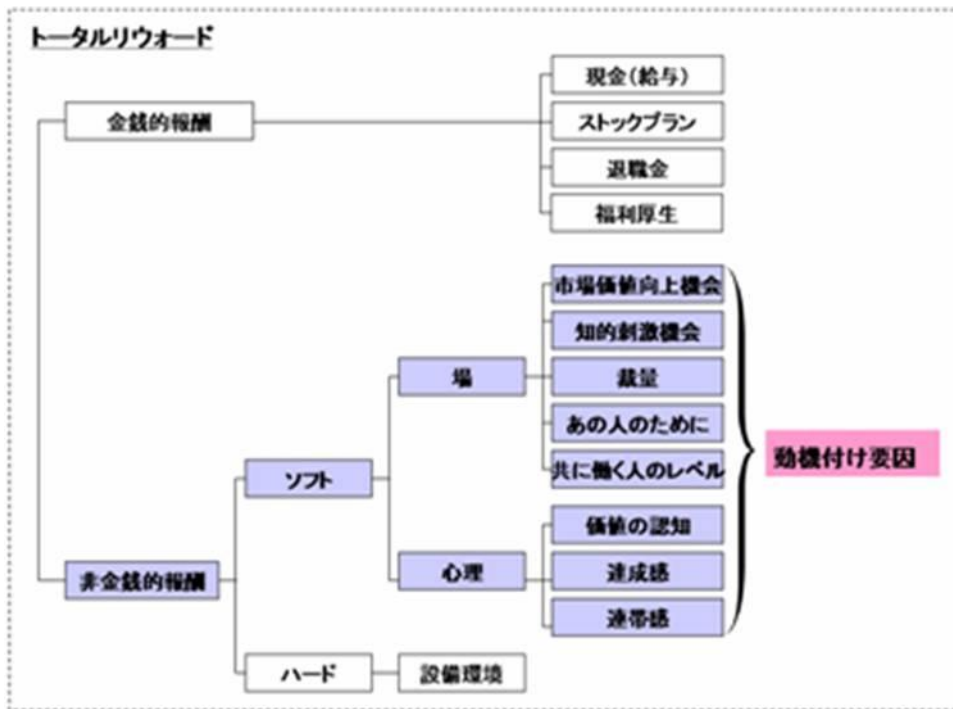 トータルリウォード
金銭的報酬
現金(給与)
ストックプラン
退職金
福利厚生
非金銭的報酬
ソフト
場
市場価値向上機会
知的刺激機会
裁量
あの人のために
共に働く人のレベル
心理
価値の認知
達成感
連帯感
動機付け要因
ハード
設備環境